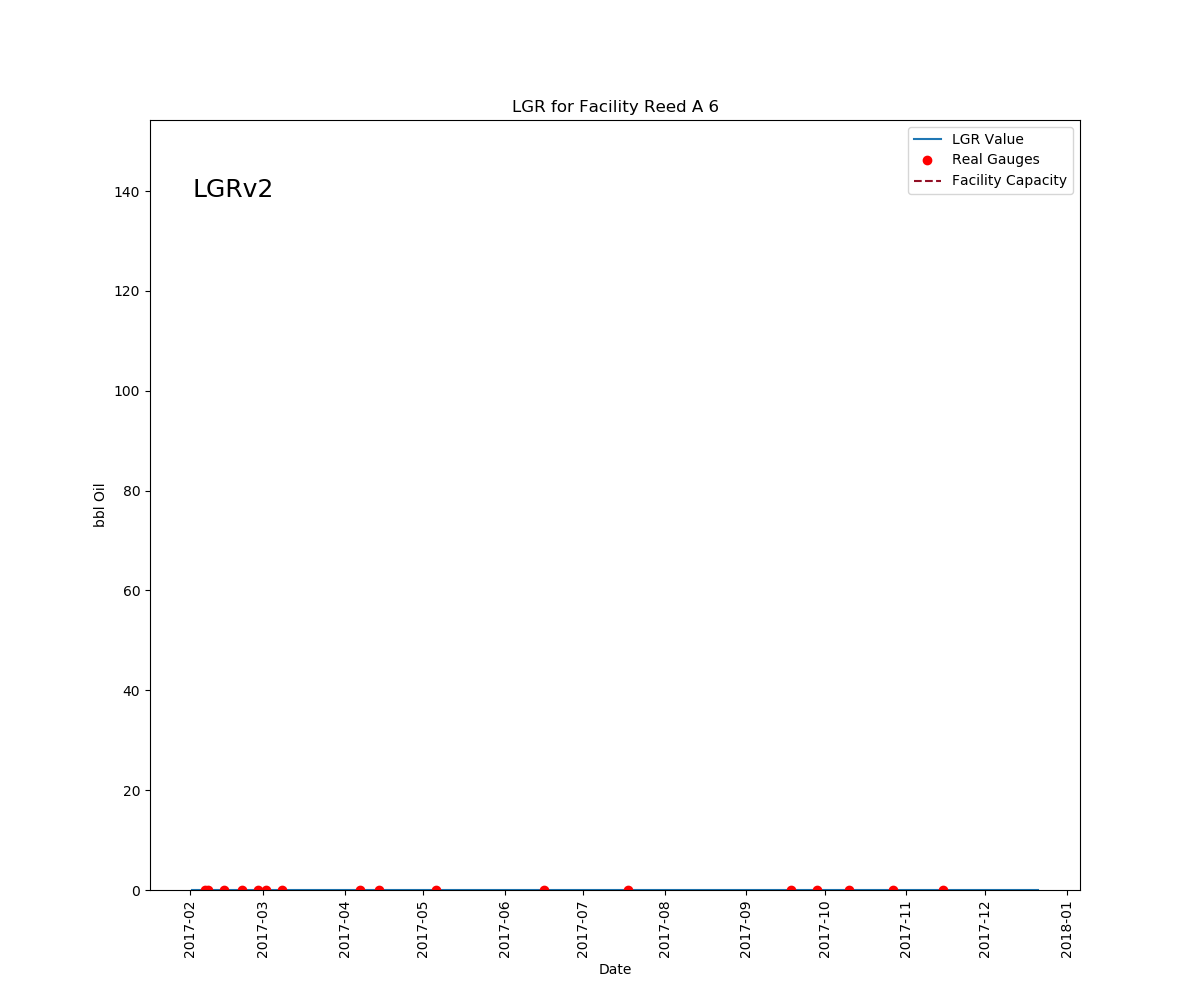 LGR for Facility Reed A 6
LGR Value
Real Gauges
Facility Capacity
LGRv2
140
120
100
80
60
40
20
0
bbl Oil
2017-02
2017-03
2017-04
2017-05
2017-06
2017-07
2017-08
2017-09
2017-10
2017-11
2017-12
2018-01
Date